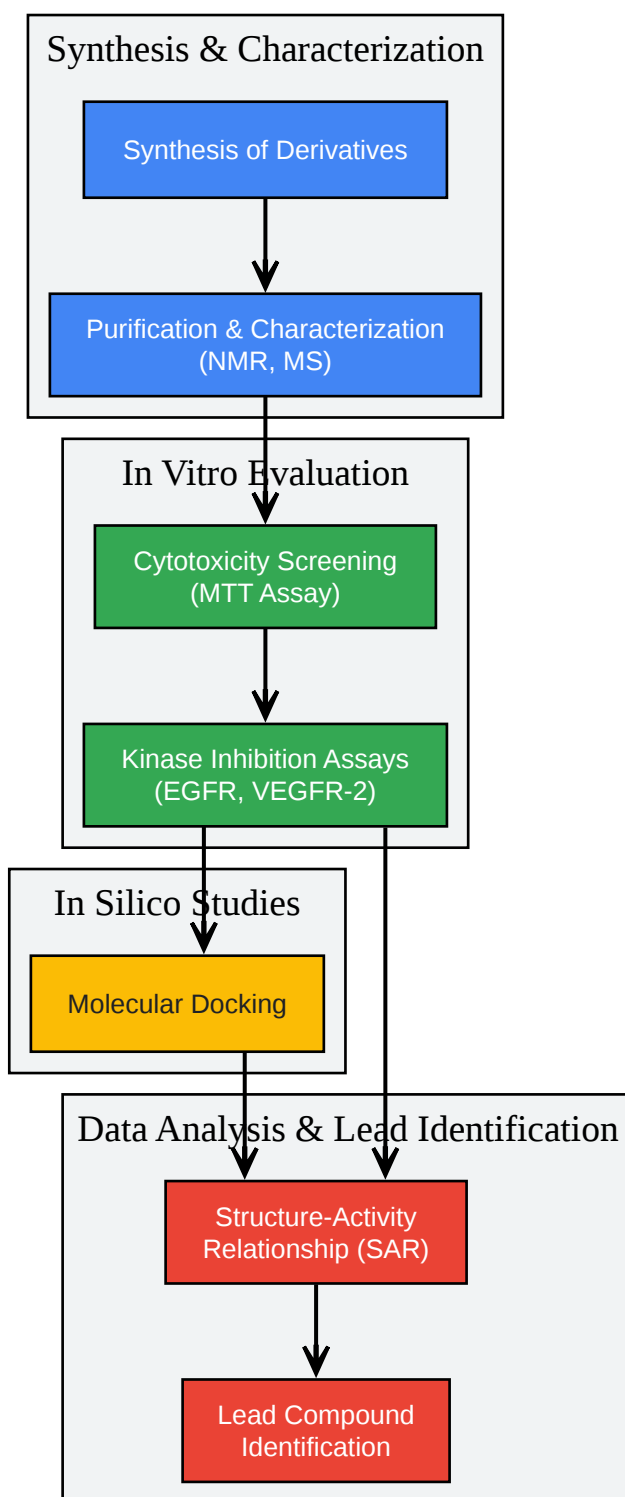 Synthesis & Characterization
Synthesis of Derivatives
Purification & Characterization
(NMR, MS)
In Vitro Evaluation
Cytotoxicity Screening
(MTT Assay)
Kinase Inhibition Assays
(EGFR, VEGFR-2)
In Silico Studies
Molecular Docking
Data Analysis & Lead Identification
Structure-Activity
Relationship (SAR)
Lead Compound
Identification